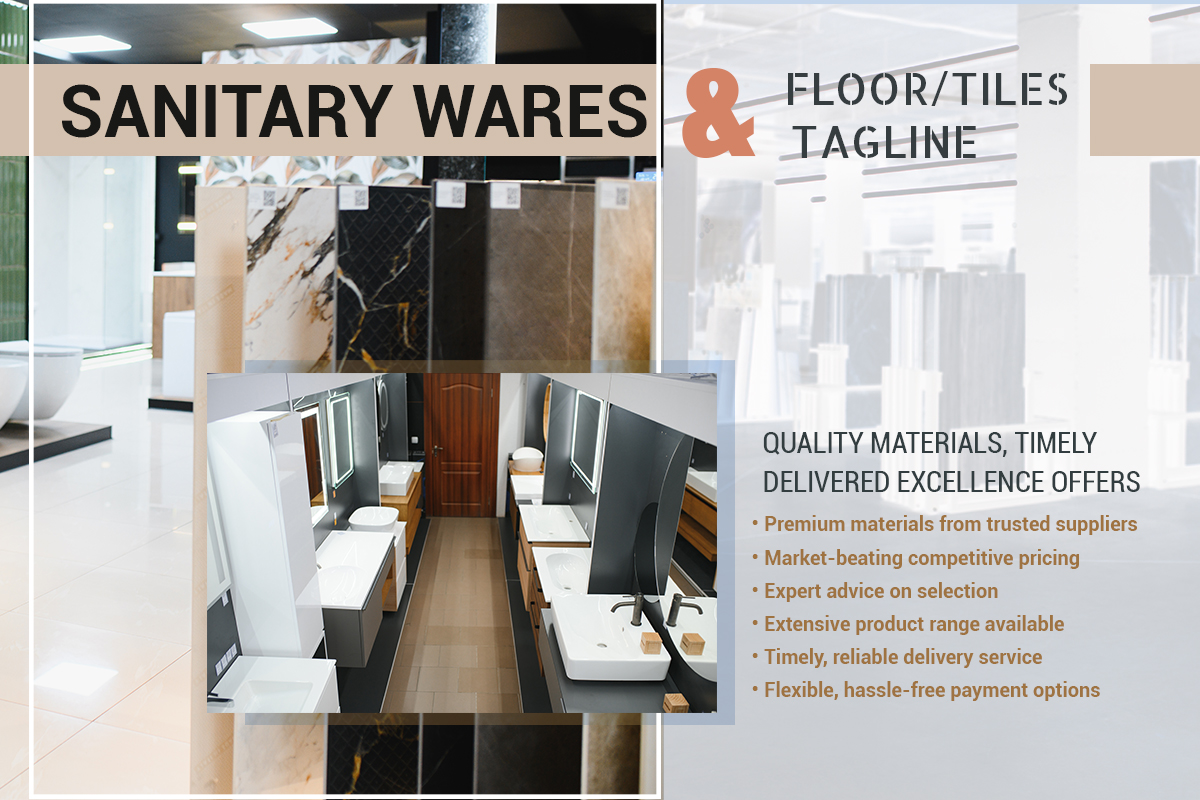 SANITARY WARES
&
FLOOR/TILES
TAGLINE
QUALITY MATERIALS, TIMELY
DELIVERED EXCELLENCE OFFERS
• Premium materials from trusted suppliers
• Market-beating competitive pricing
• Expert advice on selection
• Extensive product range available
• Timely, reliable delivery service
• Flexible, hassle-free payment options